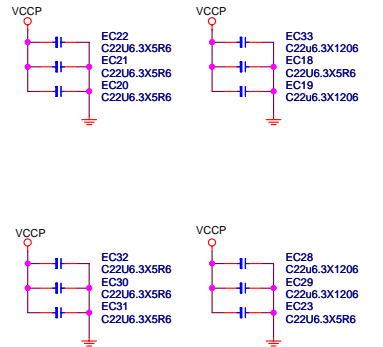 VCCP
EC22
C22U6.3X5R6
EC21
C22U6.3X5R6
EC20
C22U6.3X5R6
VCCP
EC33
C22u6.3X1206
EC18
C22U6.3X5R6
EC19
C22u6.3X1206
VCCP
EC32
C22U6.3X5R6
EC30
C22U6.3X5R6
EC31
C22U6.3X5R6
VCCP
EC28
C22u6.3X1206
EC29
C22u6.3X1206
EC23
C22U6.3X5R6